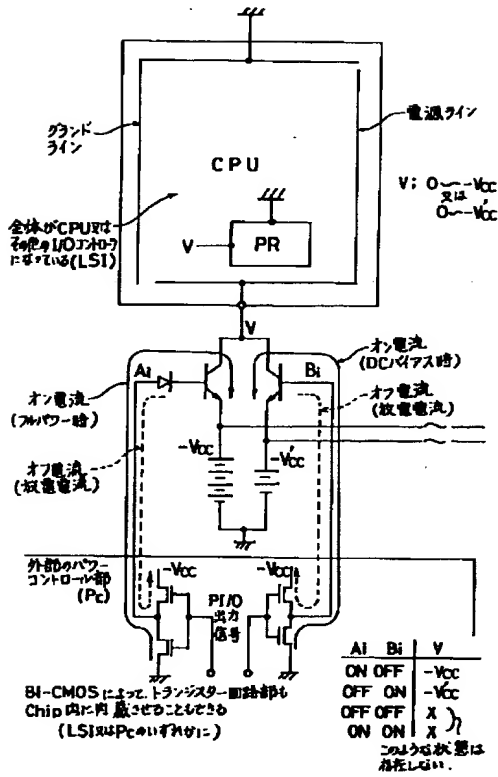 グランド
ライン
電源ライン
CPU
V; 0〜-Vcc
又は
0〜-V'cc
全体がCPU又は
その他のI/Oコントローラ
になっている(LSI)
V
PR
V
Ai
Bi
オン電流
(DCバイアス時)
オン電流
(フルパワー時)
オフ電流
(放電電流)
オフ電流
(放電電流)
-Vcc
-V'cc
外部のパワー
コントロール部
(Pc)
-Vcc
-Vcc
PI/O
出力
信号
Ai Bi V
ON OFF -Vcc
OFF ON -V'cc
OFF OFF X
ON ON X
このような状態は
存在しない.
Bi-CMOSによって、トランジスター回路部も
Chip内に内蔵させることもできる
(LSI又はPcのいずれかに)